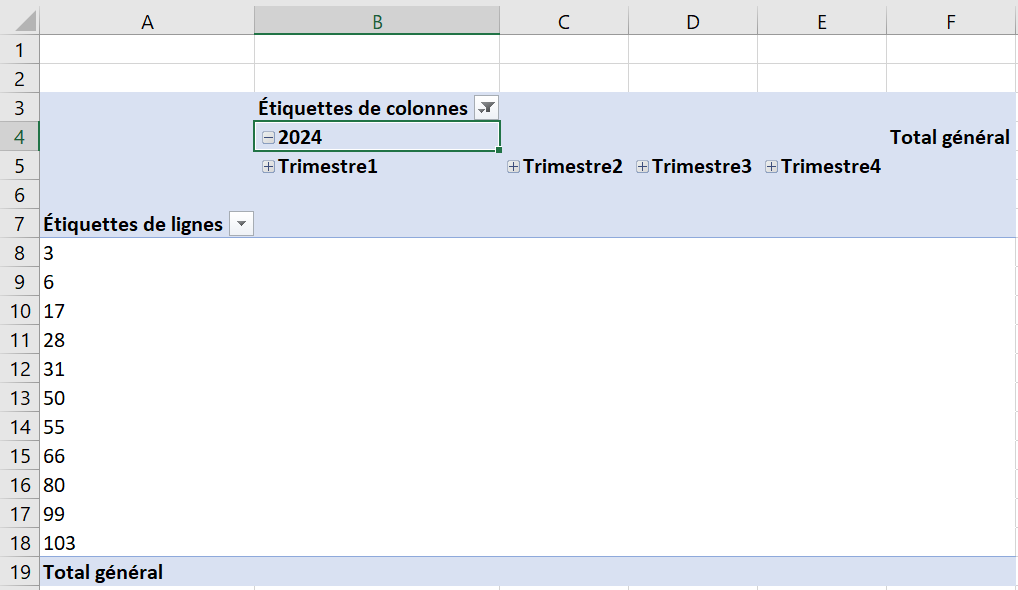 A B C D E F
1
2
3 Étiquettes de colonnes
4 2024 Total général
5 Trimestre1 Trimestre2 Trimestre3 Trimestre4
6
7 Étiquettes de lignes
8 3
9 6
10 17
11 28
12 31
13 50
14 55
15 66
16 80
17 99
18 103
19 Total général